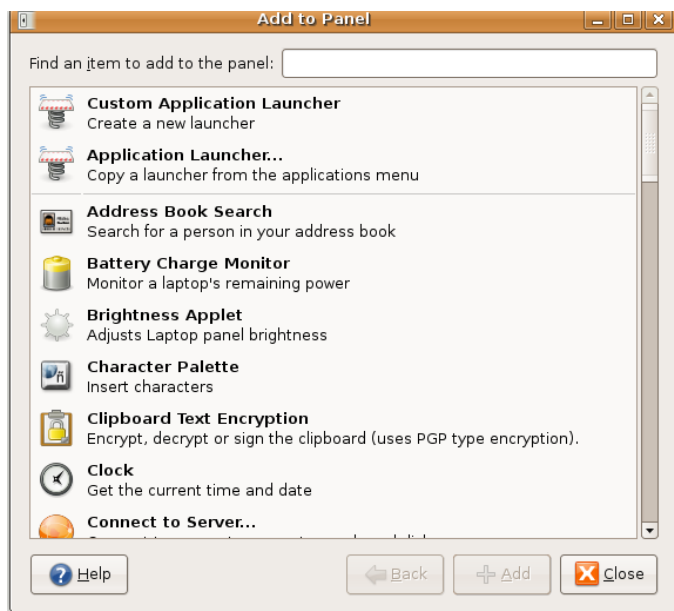 Add to Panel
Find an item to add to the panel:
Custom Application Launcher
Create a new launcher
Application Launcher...
Copy a launcher from the applications menu
Address Book Search
Search for a person in your address book
Battery Charge Monitor
Monitor a laptop's remaining power
Brightness Applet
Adjusts Laptop panel brightness
Character Palette
Insert characters
Clipboard Text Encryption
Encrypt, decrypt or sign the clipboard (uses PGP type encryption).
Clock
Get the current time and date
Connect to Server...
Help Back Add Close